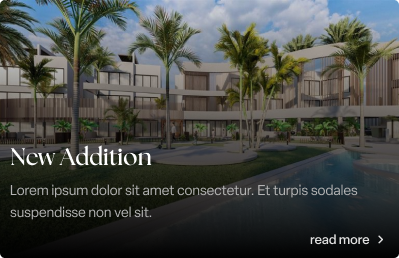 New Addition
Lorem ipsum dolor sit amet consectetur. Et turpis sodales
suspendisse non vel sit.
read more